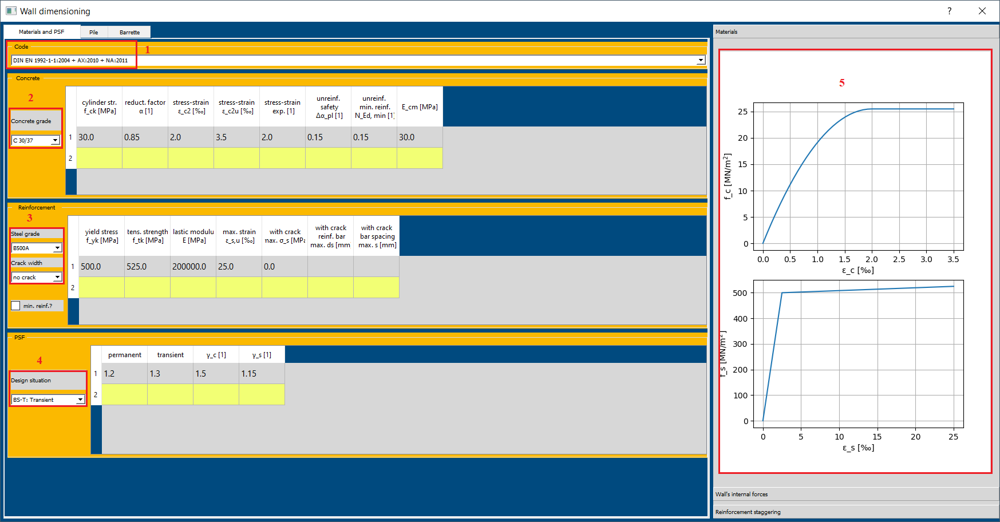 Wall dimensioning
?
Materials and PSF
Pile
Barrette
Code
1
DIN EN 1992-1-1:2004 + AX:2010 + NA:2011
Concrete
2
Concrete grade
C 30/37
cylinder str.
f_ck [MPa]
reduct. factor
α [1]
stress-strain
ε_c2 [‰]
stress-strain
ε_c2u [‰]
stress-strain
exp. [1]
unreinf.
safety
Δα_pl [1]
unreinf.
min. reinf.
N_Ed, min [1]
E_cm [MPa]
1 30.0 0.85 2.0 3.5 2.0 0.15 0.15 30.0
2
Reinforcement
3
Steel grade
B500A
Crack width
no crack
min. reinf.?
yield stress
f_yk [MPa]
tens. strength
f_tk [MPa]
lastic modulu
E [MPa]
max. strain
ε_s,u [‰]
with crack
max. σ_s [MPa
with crack
reinf. bar
max. ds [mm
with crack
bar spacing
max. s [mm]
1 500.0 525.0 200000.0 25.0 0.0
2
PSF
4
Design situation
BS-T: Transient
permanent transient γ_c [1] γ_s [1]
1 1.2 1.3 1.5 1.15
2
Materials
5
25
20
15
10
5
0
f_c [MN/m²]
0.0 0.5 1.0 1.5 2.0 2.5 3.0 3.5
ε_c [‰]
500
400
300
200
100
0
f_s [MN/m²]
0 5 10 15 20 25
ε_s [‰]
Wall's internal forces
Reinforcement staggering